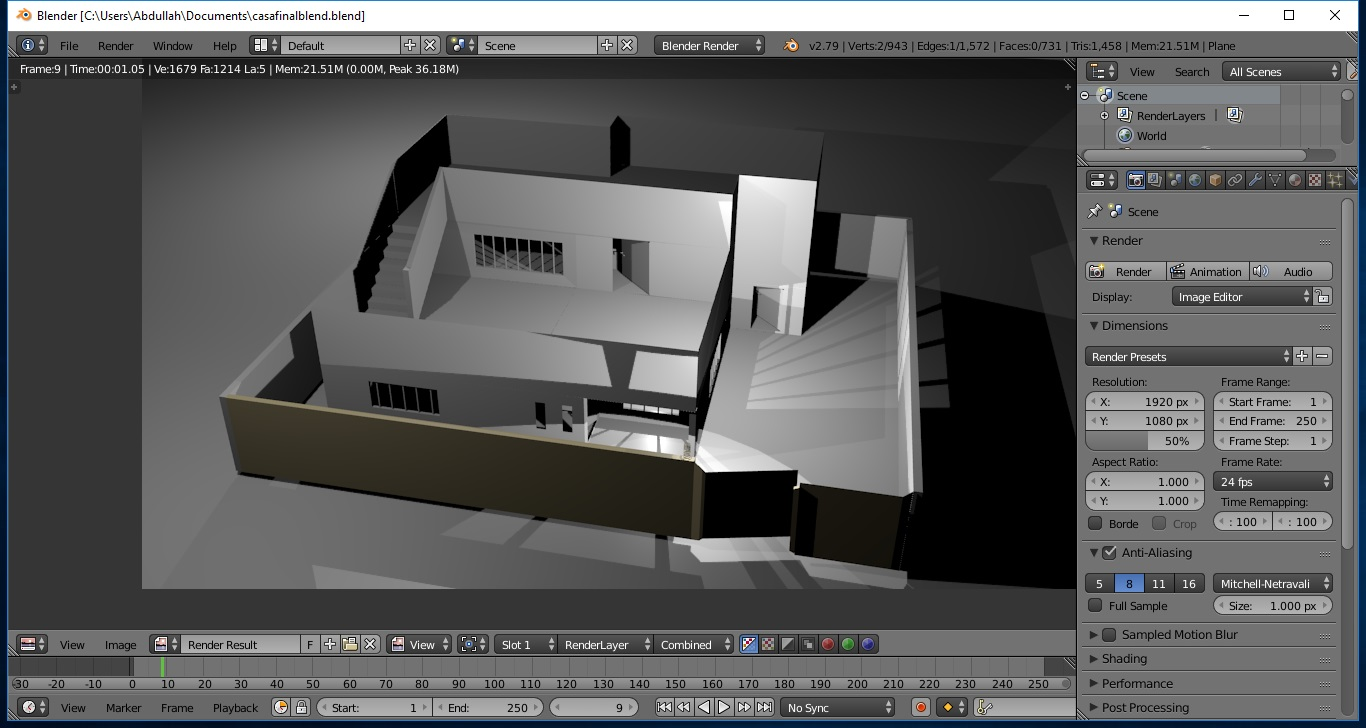 Blender [C:\Users\Abdullah\Documents\casafinalblend.blend]
File Render Window Help Default Scene Blender Render v2.79 | Verts:2/943 | Edges:1/1,572 | Faces:0/731 | Tris:1,458 | Mem:21.51M | Plane
Frame:9 | Time:00:01.05 | Ve:1679 Fa:1214 La:5 | Mem:21.51M (0.00M, Peak 36.18M)
View Search All Scenes
Scene
RenderLayers |
World
Scene
Render
Render Animation Audio
Display: Image Editor
Dimensions
Render Presets
Resolution: Frame Range:
X: 1920 px Start Frame: 1
Y: 1080 px End Frame: 250
50% Frame Step: 1
Aspect Ratio: Frame Rate:
X: 1.000 24 fps
Y: 1.000 Time Remapping:
Borde Crop : 100 : 100
Anti-Aliasing
5 8 11 16 Mitchell-Netravali
Full Sample Size: 1.000 px
Sampled Motion Blur
Shading
Performance
Post Processing
View Image Render Result F View Slot 1 RenderLayer Combined
-30 -20 -10 0 10 20 30 40 50 60 70 80 90 100 110 120 130 140 150 160 170 180 190 200 210 220 230 240 250
View Marker Frame Playback Start: 1 End: 250 9 No Sync